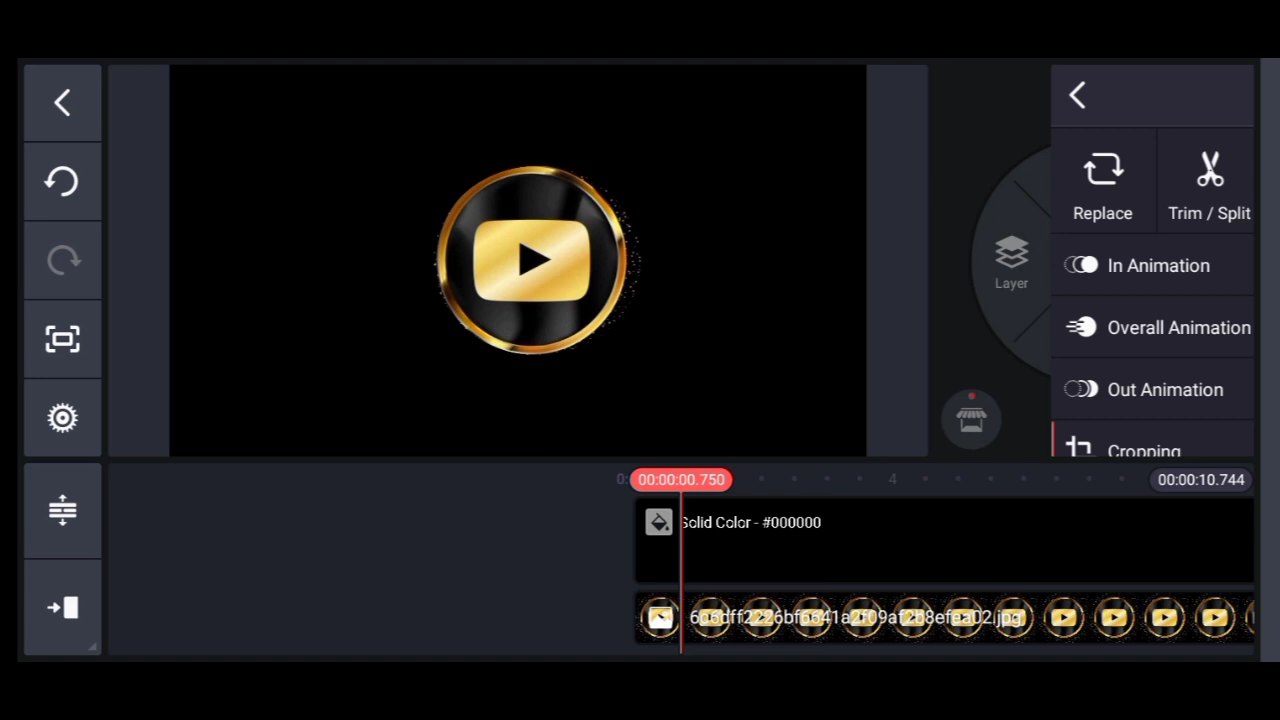 Replace
Trim / Split
In Animation
Layer
Overall Animation
Out Animation
Cropping
00:00:00.750
4
00:00:10.744
Solid Color - #000000